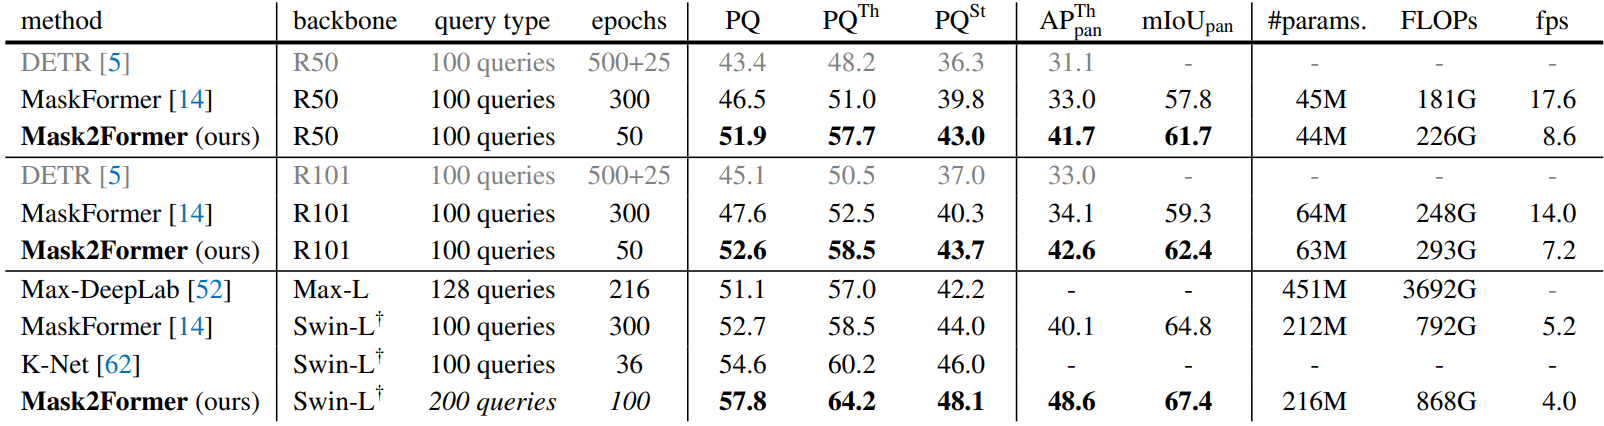 method backbone query type epochs PQ PQ^Th PQ^St AP^Th_pan mIoU_pan #params. FLOPs fps
DETR [5] R50 100 queries 500+25 43.4 48.2 36.3 31.1 - - - -
MaskFormer [14] R50 100 queries 300 46.5 51.0 39.8 33.0 57.8 45M 181G 17.6
Mask2Former (ours) R50 100 queries 50 51.9 57.7 43.0 41.7 61.7 44M 226G 8.6
DETR [5] R101 100 queries 500+25 45.1 50.5 37.0 33.0 - - - -
MaskFormer [14] R101 100 queries 300 47.6 52.5 40.3 34.1 59.3 64M 248G 14.0
Mask2Former (ours) R101 100 queries 50 52.6 58.5 43.7 42.6 62.4 63M 293G 7.2
Max-DeepLab [52] Max-L 128 queries 216 51.1 57.0 42.2 - - 451M 3692G -
MaskFormer [14] Swin-L† 100 queries 300 52.7 58.5 44.0 40.1 64.8 212M 792G 5.2
K-Net [62] Swin-L† 100 queries 36 54.6 60.2 46.0 - - - - -
Mask2Former (ours) Swin-L† 200 queries 100 57.8 64.2 48.1 48.6 67.4 216M 868G 4.0